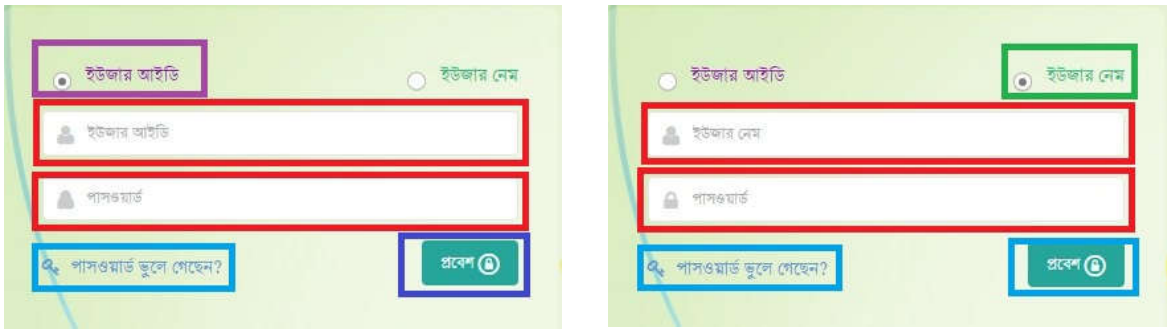 ইউজার আইডি
ইউজার নেম
ইউজার আইডি
পাসওয়ার্ড
পাসওয়ার্ড ভুলে গেছেন?
প্রবেশ
ইউজার আইডি
ইউজার নেম
ইউজার নেম
পাসওয়ার্ড
পাসওয়ার্ড ভুলে গেছেন?
প্রবেশ